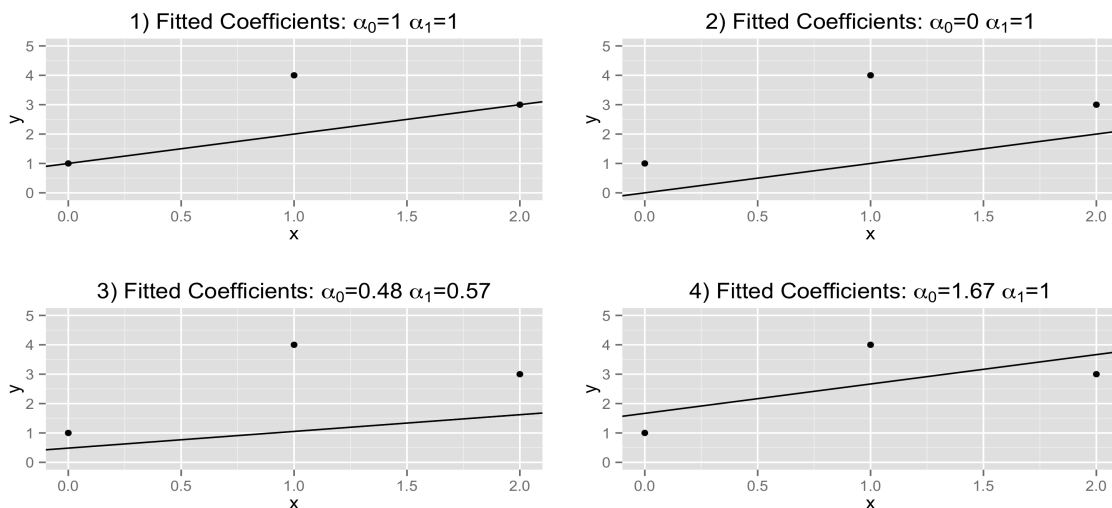 1) Fitted Coefficients: α₀=1 α₁=1
5
4
3
2
1
0
y
0.0 0.5 1.0 1.5 2.0
x
2) Fitted Coefficients: α₀=0 α₁=1
5
4
3
2
1
0
y
0.0 0.5 1.0 1.5 2.0
x
3) Fitted Coefficients: α₀=0.48 α₁=0.57
5
4
3
2
1
0
y
0.0 0.5 1.0 1.5 2.0
x
4) Fitted Coefficients: α₀=1.67 α₁=1
5
4
3
2
1
0
y
0.0 0.5 1.0 1.5 2.0
x